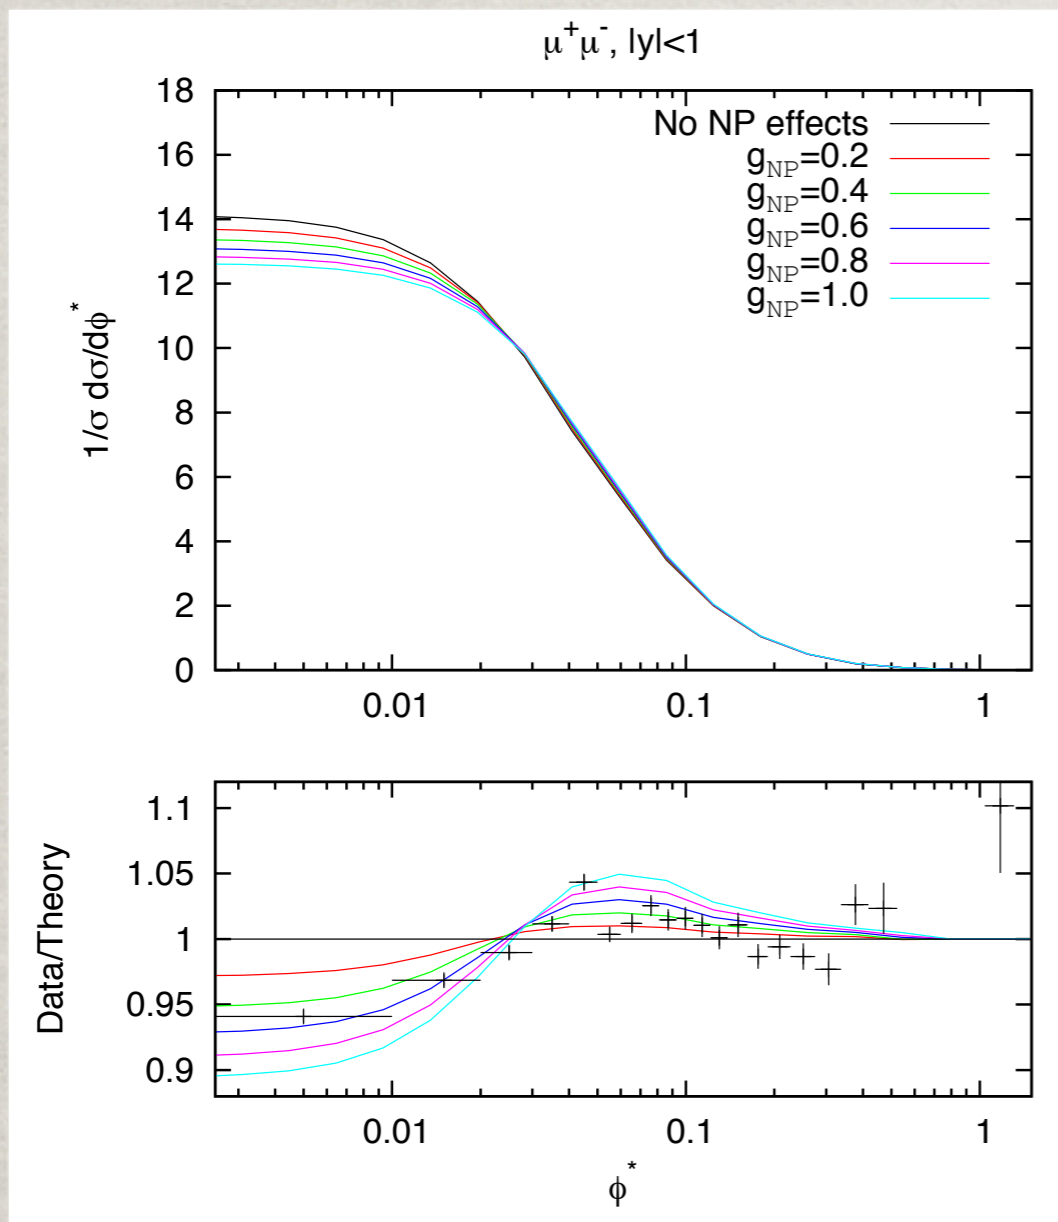 μ⁺μ⁻, |y|<1
18
16
14
12
10
8
6
4
2
0
1/σ dσ/dϕ*
No NP effects
g_NP=0.2
g_NP=0.4
g_NP=0.6
g_NP=0.8
g_NP=1.0
0.01 0.1 1
1.1
1.05
1
0.95
0.9
Data/Theory
0.01 0.1 1
ϕ*